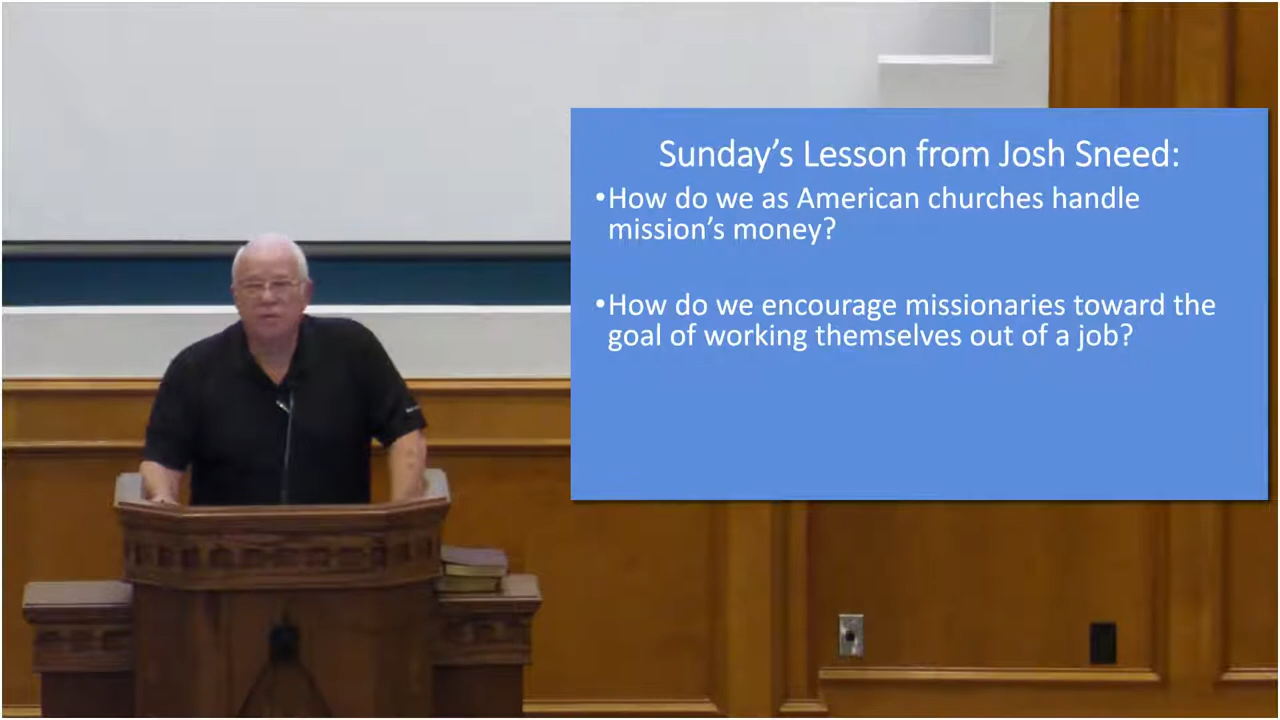 Sunday’s Lesson from Josh Sneed:
•How do we as American churches handle
mission’s money?
•How do we encourage missionaries toward the
goal of working themselves out of a job?